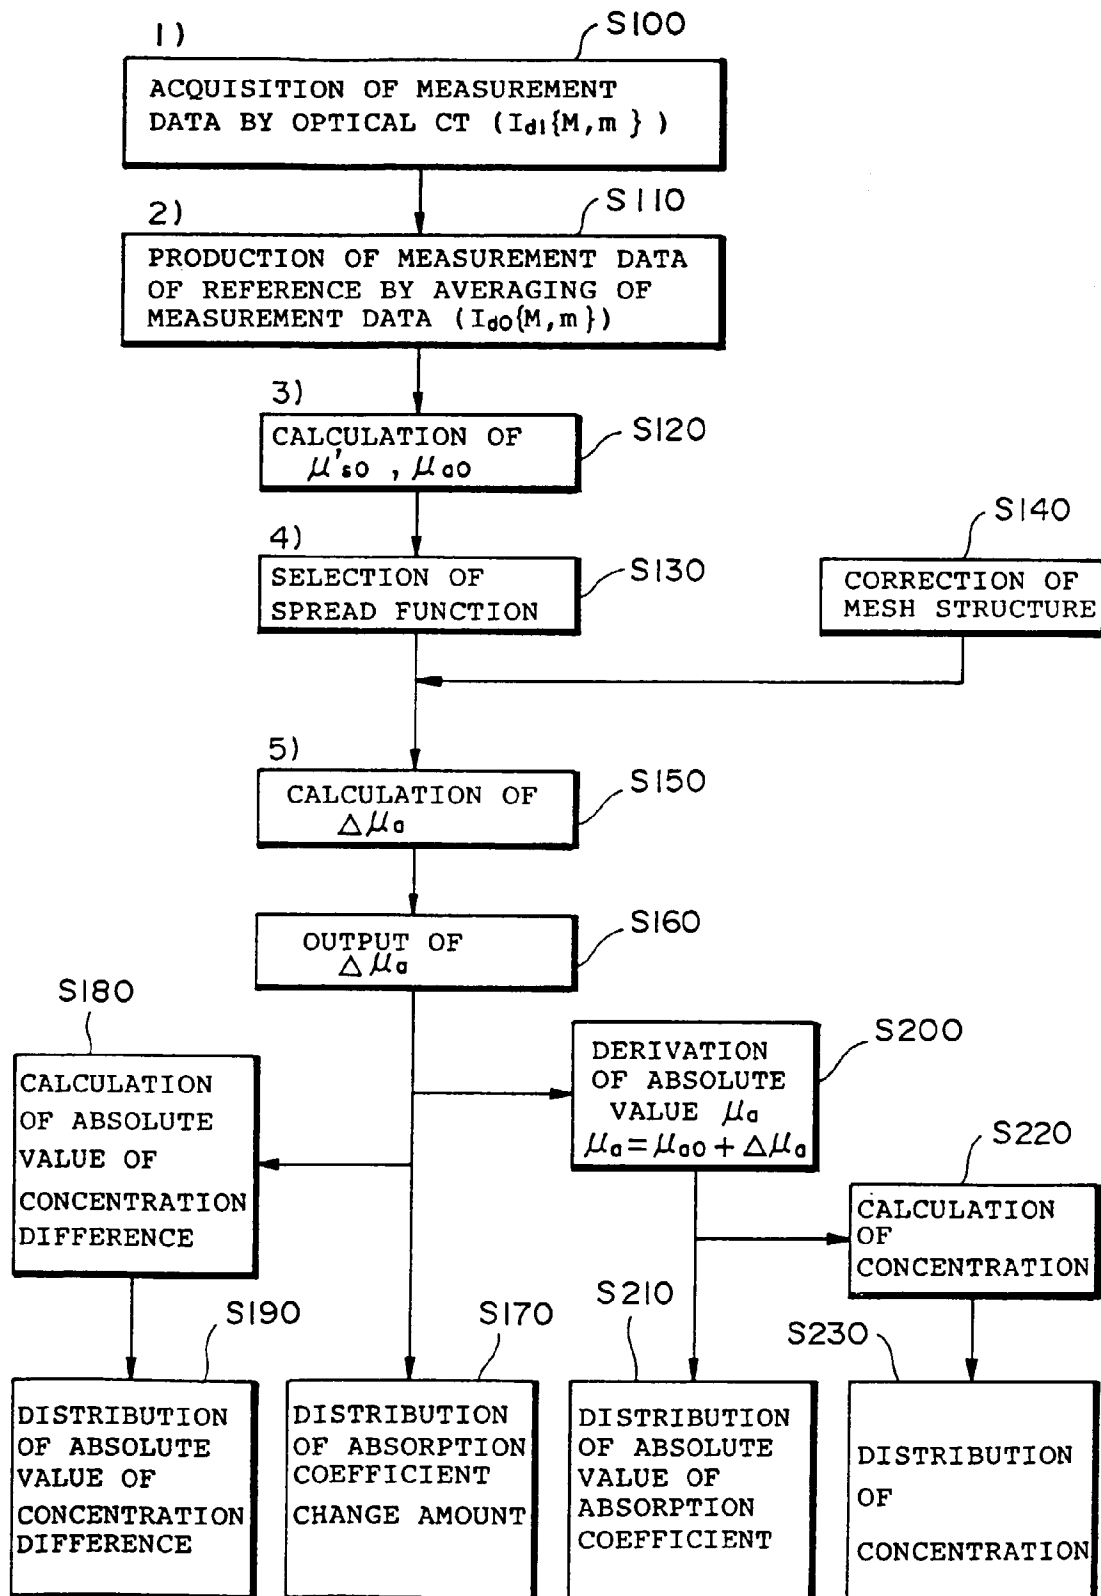 1)
S100
ACQUISITION OF MEASUREMENT
DATA BY OPTICAL CT (Id1{M,m })
2)
S110
PRODUCTION OF MEASUREMENT DATA
OF REFERENCE BY AVERAGING OF
MEASUREMENT DATA (Id0{M,m})
3)
S120
CALCULATION OF
μ's0 , μa0
4)
S130
SELECTION OF
SPREAD FUNCTION
S140
CORRECTION OF
MESH STRUCTURE
5)
S150
CALCULATION OF
Δμa
S160
OUTPUT OF
Δμa
S180
CALCULATION
OF ABSOLUTE
VALUE OF
CONCENTRATION
DIFFERENCE
S200
DERIVATION
OF ABSOLUTE
VALUE μa
μa=μa0+Δμa
S220
CALCULATION
OF
CONCENTRATION
S190
DISTRIBUTION
OF ABSOLUTE
VALUE OF
CONCENTRATION
DIFFERENCE
S170
DISTRIBUTION
OF ABSORPTION
COEFFICIENT
CHANGE AMOUNT
S210
DISTRIBUTION
OF ABSOLUTE
VALUE OF
ABSORPTION
COEFFICIENT
S230
DISTRIBUTION
OF
CONCENTRATION